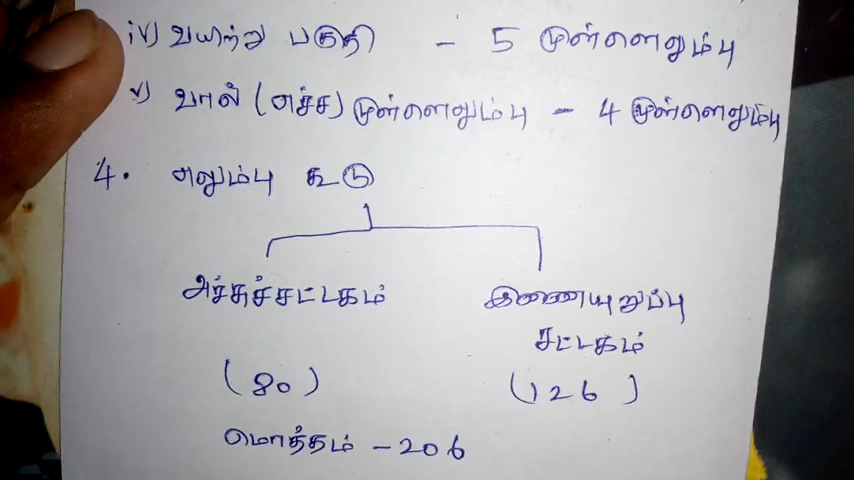 iv) வயிற்று பகுதி - 5 முள்ளெலும்பு
v) வால் (எச்ச) முள்ளெலும்பு - 4 முள்ளெலும்பு
4. எலும்பு கூடு
அச்சுச்சட்டகம் இணையுறுப்பு
சட்டகம்
(80) (126)
மொத்தம் - 206